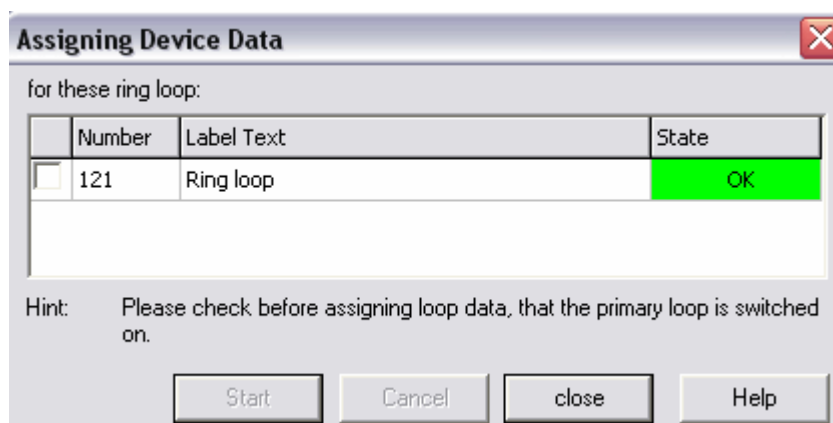 Assigning Device Data
for these ring loop:
Number Label Text State
121 Ring loop OK
Hint: Please check before assigning loop data, that the primary loop is switched
on.
Start Cancel close Help